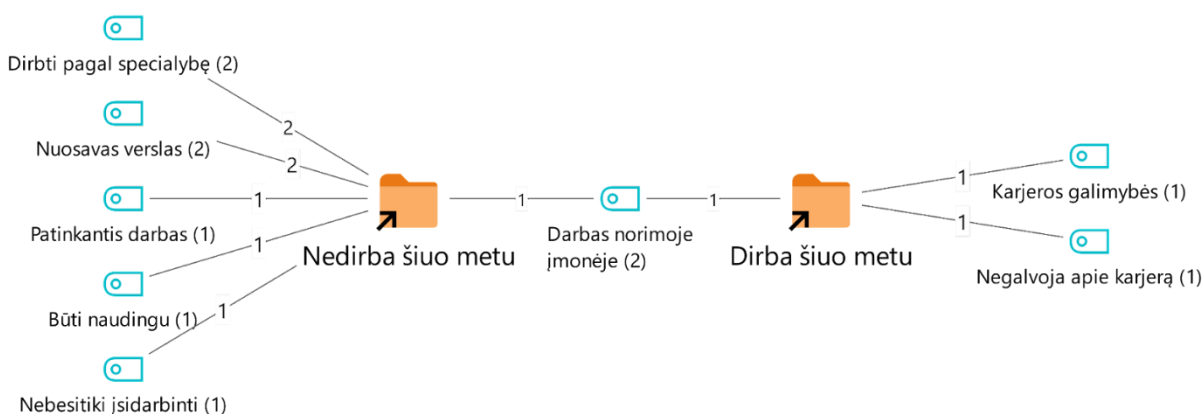 Dirbti pagal specialybę (2)
2
Nuosavas verslas (2)
2
Patinkantis darbas (1)
1
Būti naudingu (1)
1
Nebesitiki įsidarbinti (1)
1
Nedirba šiuo metu
1
Darbas norimoje
įmonėje (2)
1
Dirba šiuo metu
1
Karjeros galimybės (1)
1
Negalvoja apie karjerą (1)